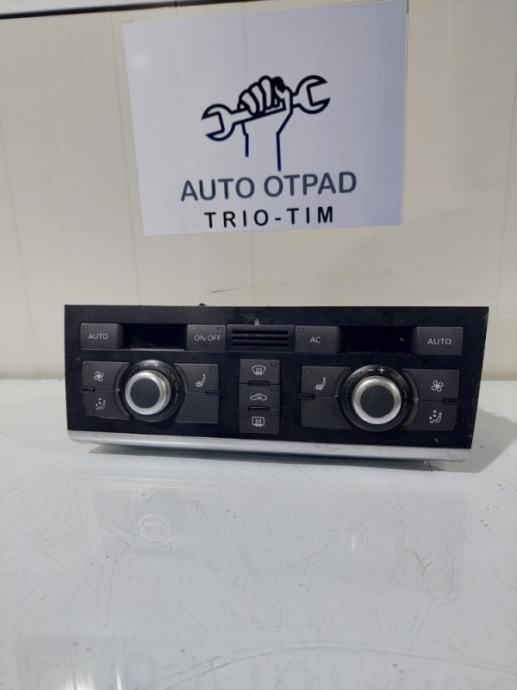 AUTO OTPAD
TRIO-TIM
AUTO
ON/OFF
AC
AUTO
- +